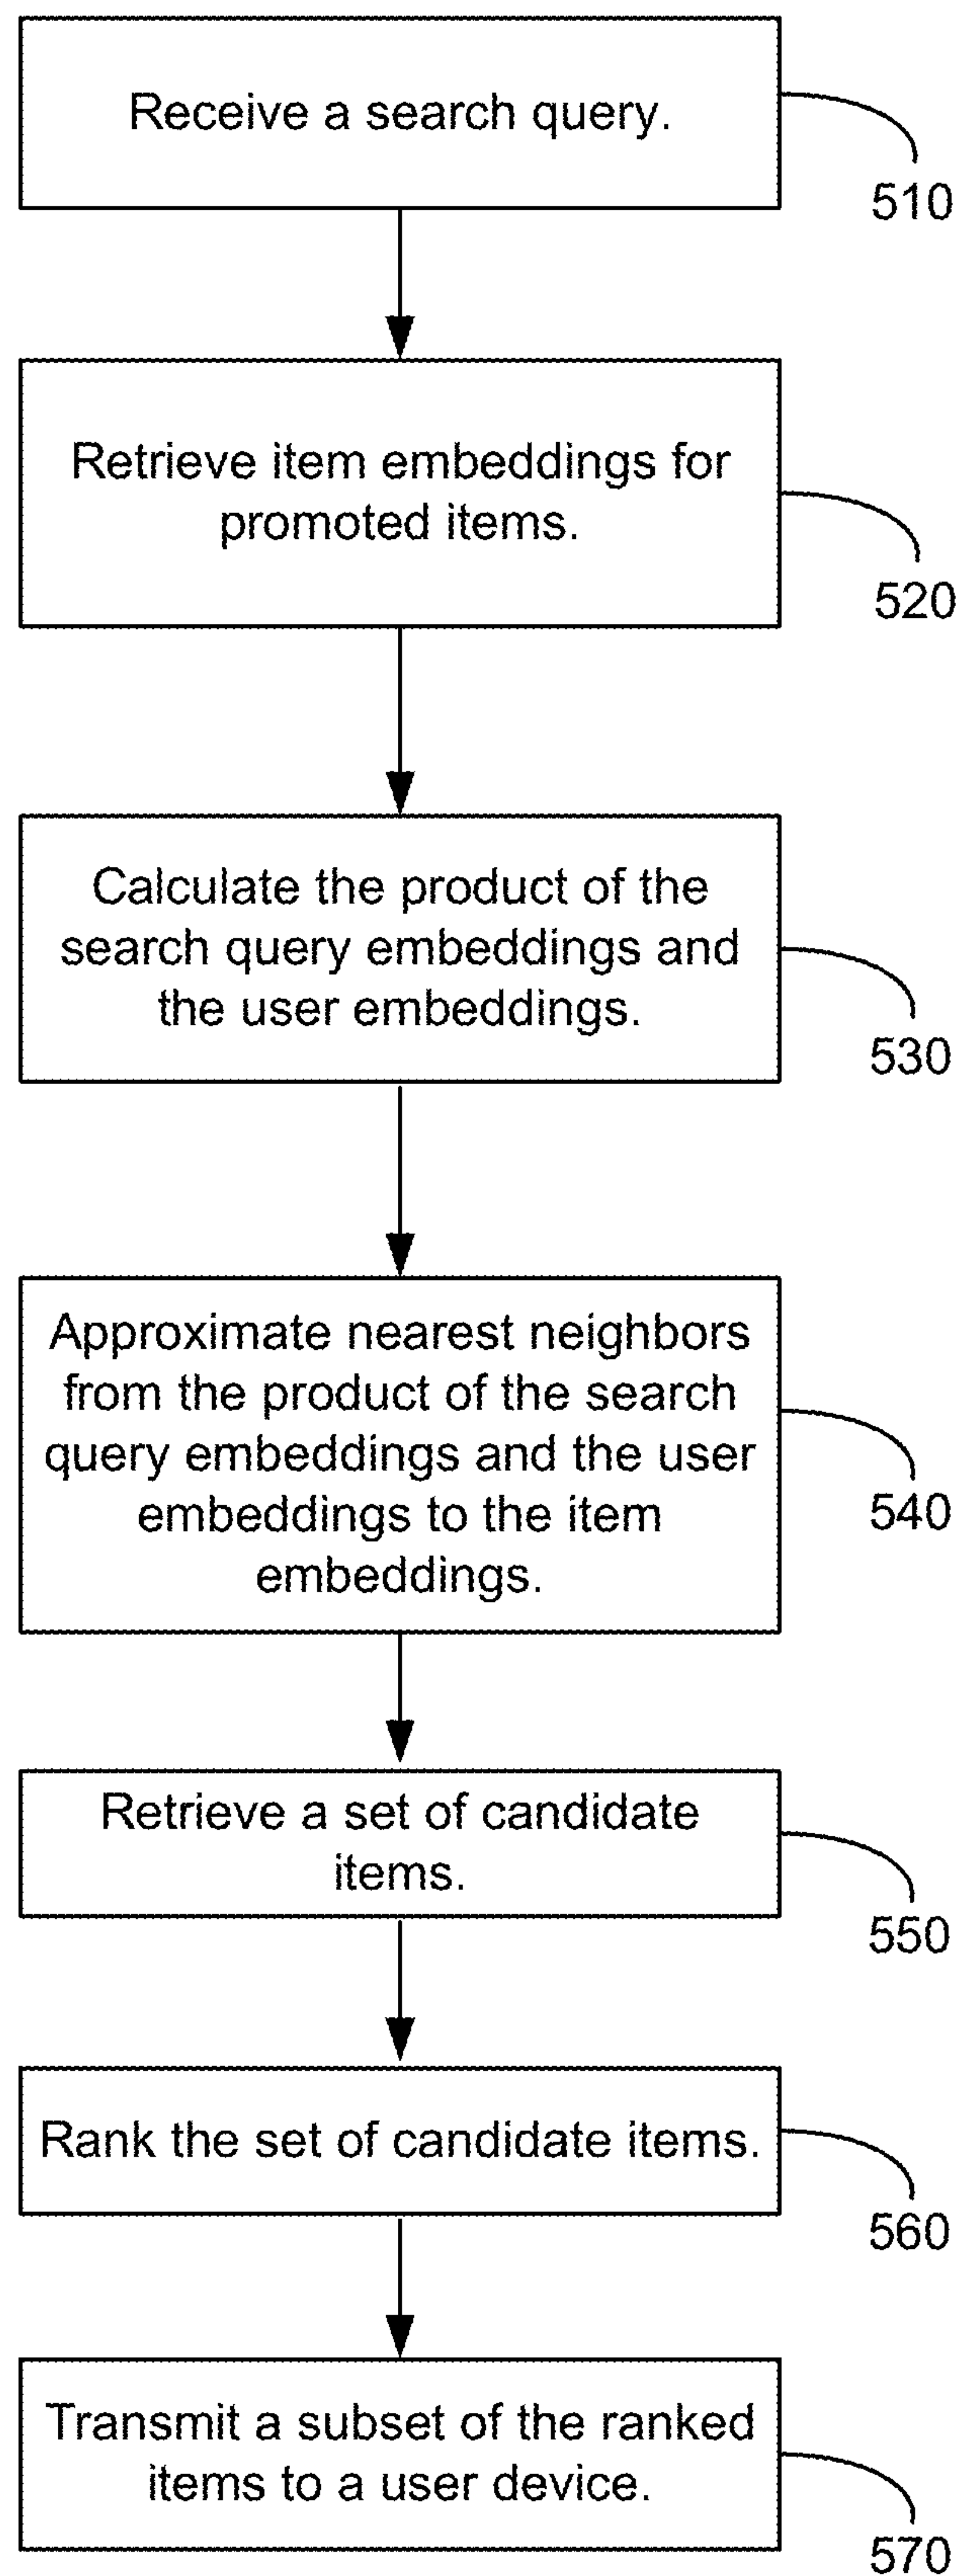 Receive a search query.
510
Retrieve item embeddings for
promoted items.
520
Calculate the product of the
search query embeddings and
the user embeddings.
530
Approximate nearest neighbors
from the product of the search
query embeddings and the user
embeddings to the item
embeddings.
540
Retrieve a set of candidate
items.
550
Rank the set of candidate items.
560
Transmit a subset of the ranked
items to a user device.
570